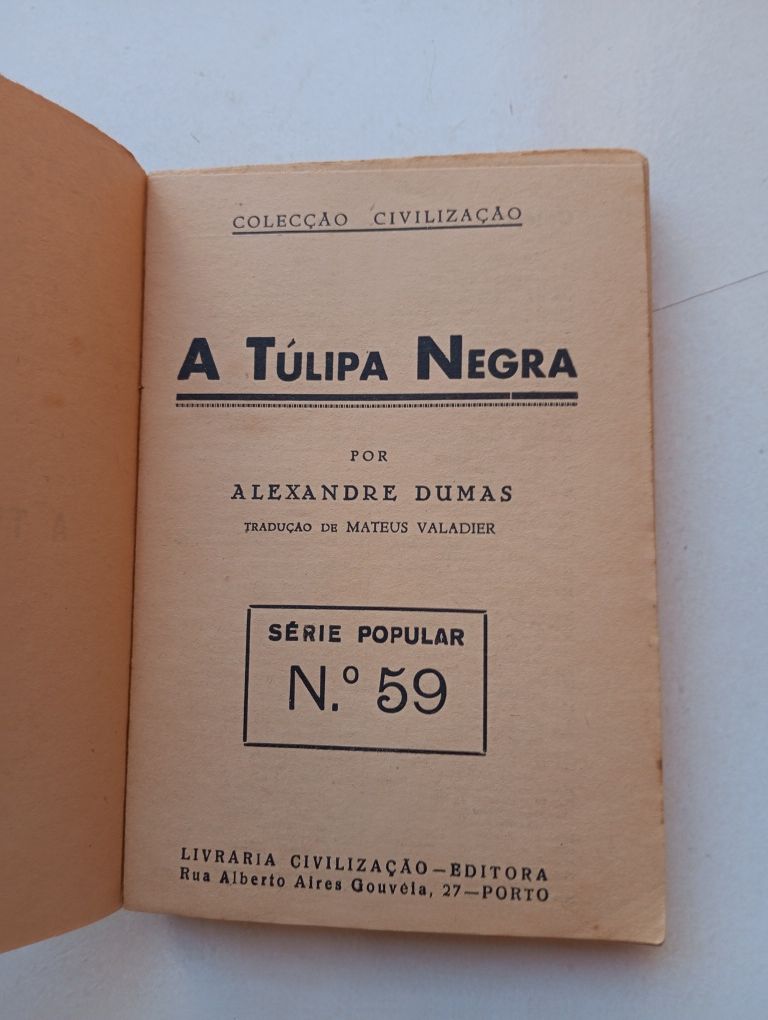 COLECÇÃO CIVILIZAÇÃO
A TÚLIPA NEGRA
POR
ALEXANDRE DUMAS
TRADUÇÃO DE MATEUS VALADIER
SÉRIE POPULAR
N.º 59
LIVRARIA CIVILIZAÇÃO—EDITORA
Rua Alberto Aires Gouvéia, 27—PORTO